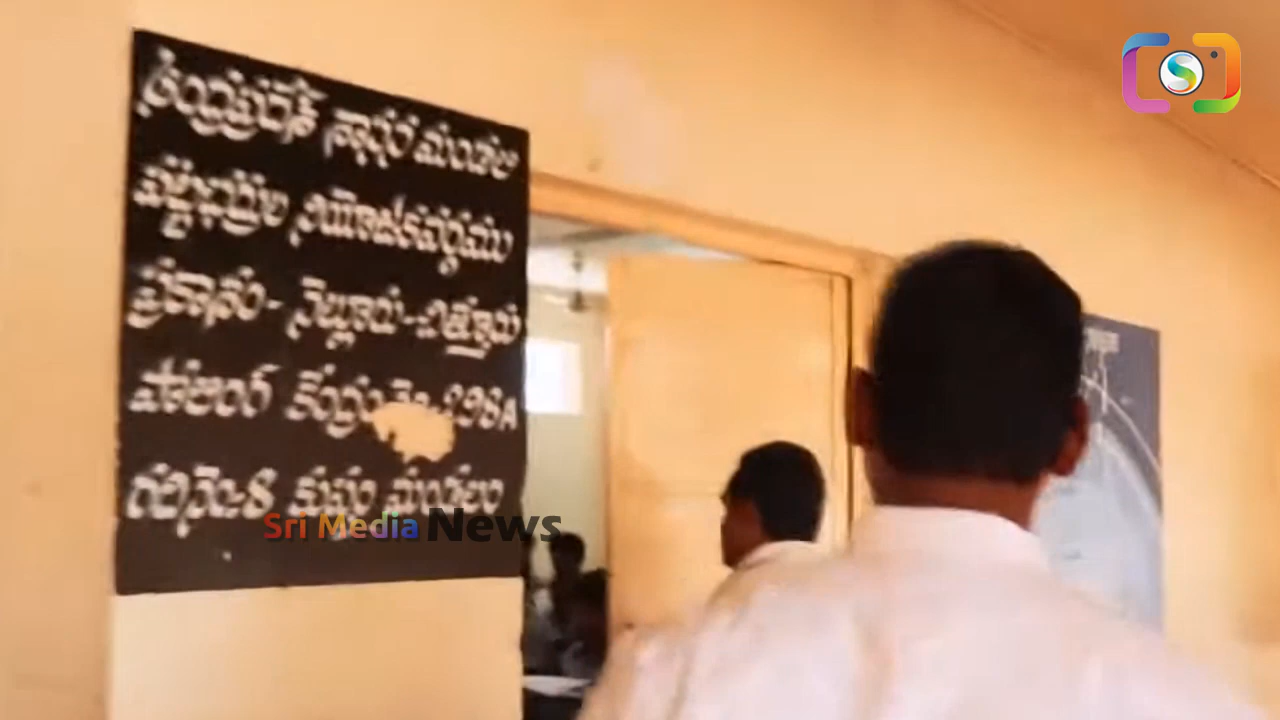 ఆంధ్రప్రదేశ్ శాసన మండలి
పట్టభద్రుల నియోజకవర్గము
ప్రకాశం- నెల్లూరు-చిత్తూరు
పోలింగ్ కేంద్రం నెం
గది నెం-8 మండలం
Sri Media News
S